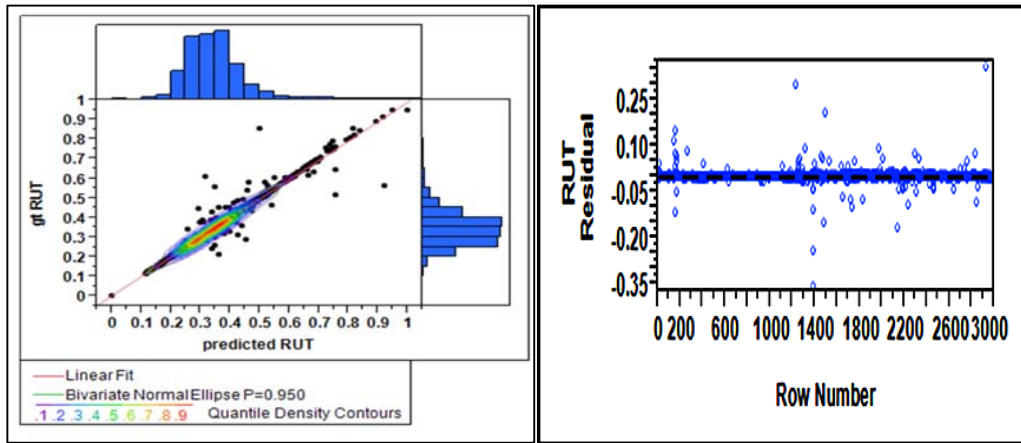 1
0.9
0.8
0.7
0.6
0.5
0.4
0.3
0.2
0.1
0
gt RUT
0 0.1 0.2 0.3 0.4 0.5 0.6 0.7 0.8 0.9 1
predicted RUT
Linear Fit
Bivariate Normal Ellipse P=0.950
.1 .2 .3 .4 .5 .6 .7 .8 .9 Quantile Density Contours
RUT
Residual
0.25
0.10
-0.05
-0.20
-0.35
0 200 600 1000 1400 1800 2200 2600 3000
Row Number